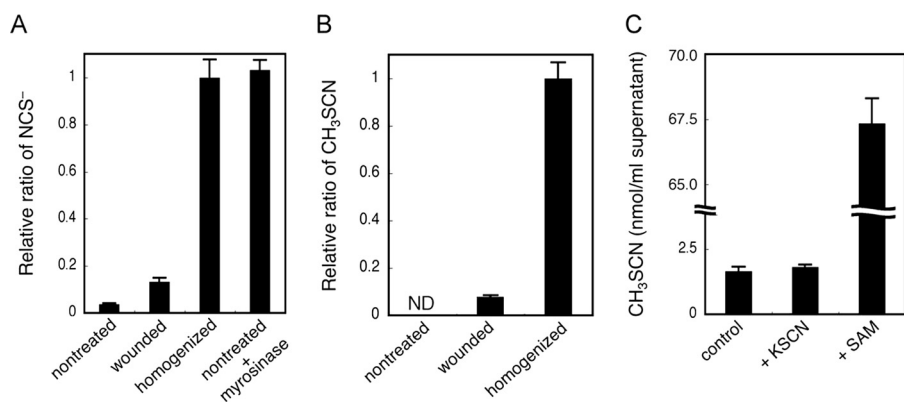 A
Relative ratio of NCS⁻
1
0.8
0.6
0.4
0.2
0
nontreated
wounded
homogenized
nontreated
+
myrosinase
B
Relative ratio of CH₃SCN
1
0.8
0.6
0.4
0.2
0
ND
nontreated
wounded
homogenized
C
CH₃SCN (nmol/ml supernatant)
70.0
67.5
65.0
2.5
0
control
+ KSCN
+ SAM